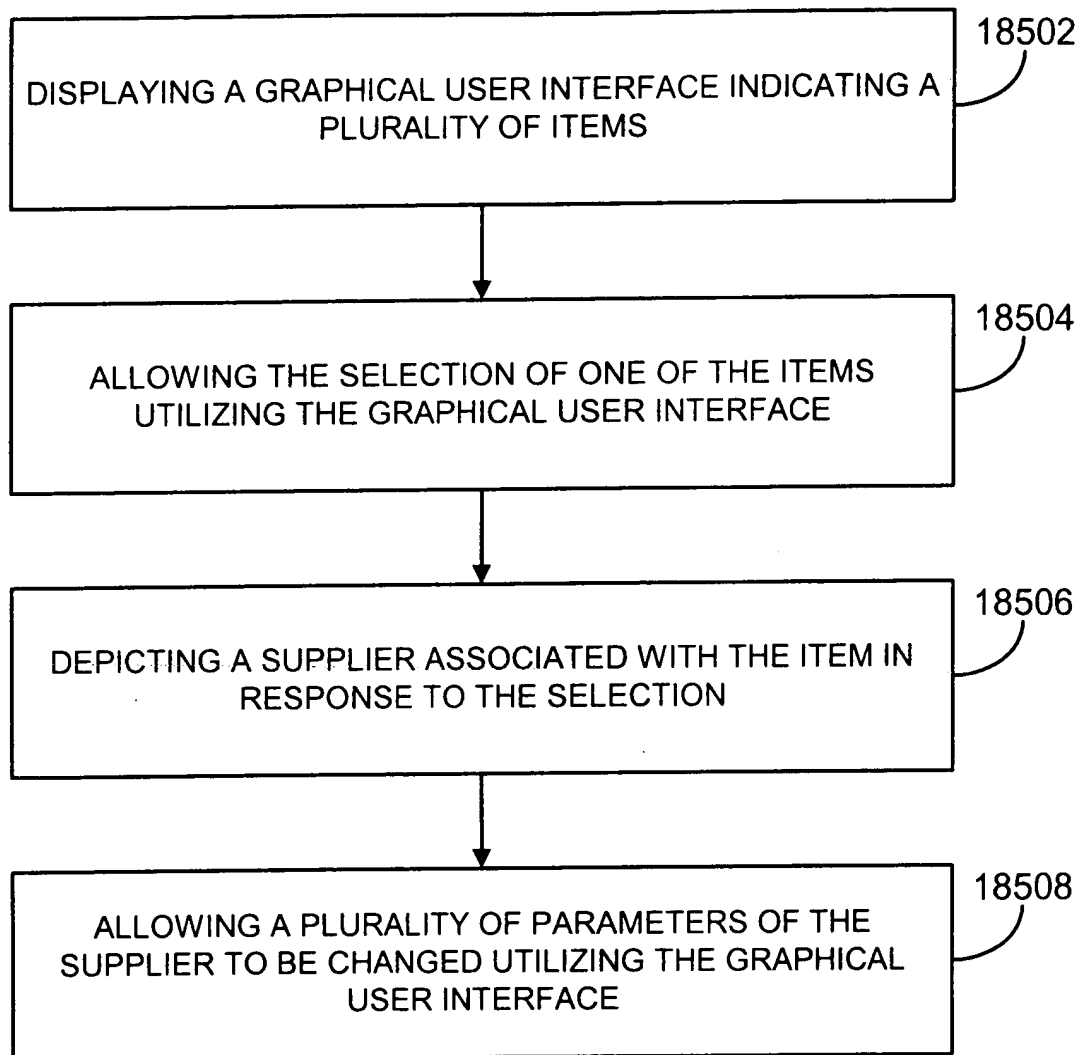 18502
DISPLAYING A GRAPHICAL USER INTERFACE INDICATING A
PLURALITY OF ITEMS
18504
ALLOWING THE SELECTION OF ONE OF THE ITEMS
UTILIZING THE GRAPHICAL USER INTERFACE
18506
DEPICTING A SUPPLIER ASSOCIATED WITH THE ITEM IN
RESPONSE TO THE SELECTION
18508
ALLOWING A PLURALITY OF PARAMETERS OF THE
SUPPLIER TO BE CHANGED UTILIZING THE GRAPHICAL
USER INTERFACE